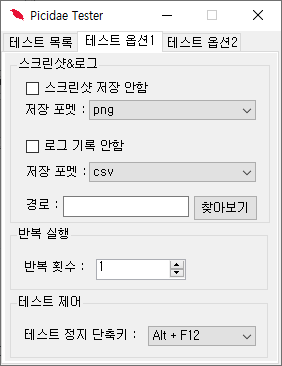 Picidae Tester
테스트 목록 테스트 옵션1 테스트 옵션2
스크린샷&로그
스크린샷 저장 안함
저장 포멧 : png
로그 기록 안함
저장 포멧 : csv
경로 : 찾아보기
반복 실행
반복 횟수 : 1
테스트 제어
테스트 정지 단축키 : Alt + F12